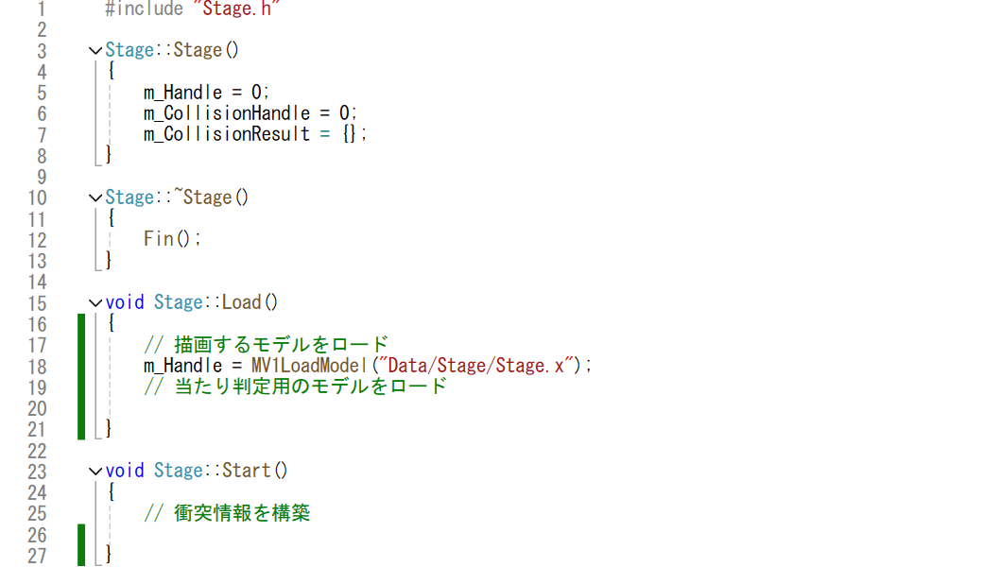 1 #include "Stage.h"
2
3 Stage::Stage()
4 {
5 m_Handle = 0;
6 m_CollisionHandle = 0;
7 m_CollisionResult = {};
8 }
9
10 Stage::~Stage()
11 {
12 Fin();
13 }
14
15 void Stage::Load()
16 {
17 // 描画するモデルをロード
18 m_Handle = MV1LoadModel("Data/Stage/Stage.x");
19 // 当たり判定用のモデルをロード
20
21 }
22
23 void Stage::Start()
24 {
25 // 衝突情報を構築
26
27 }